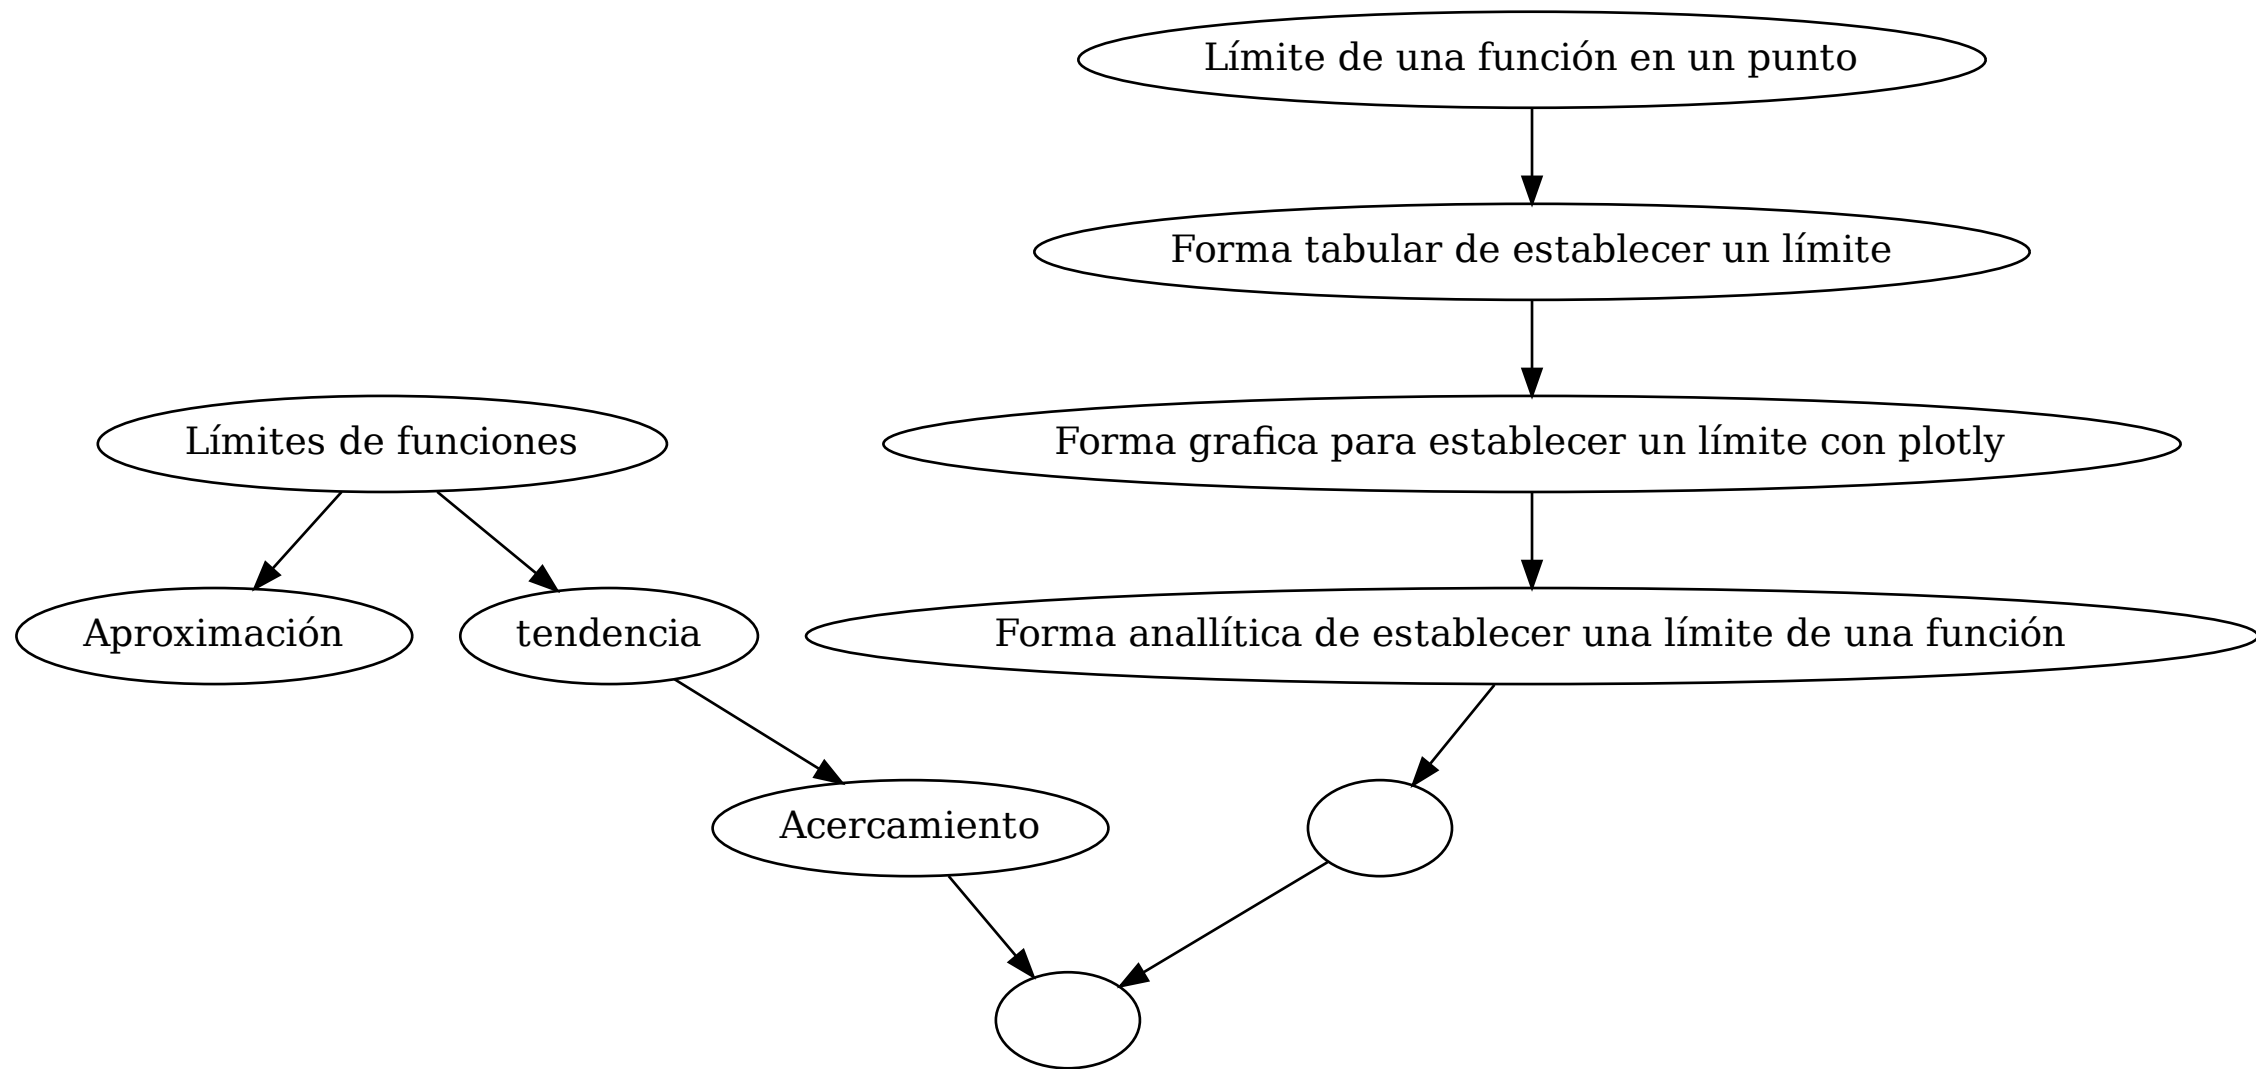 Límite de una función en un punto
Forma tabular de establecer un límite
Límites de funciones
Forma grafica para establecer un límite con plotly
Aproximación
tendencia
Forma anallítica de establecer una límite de una función
Acercamiento